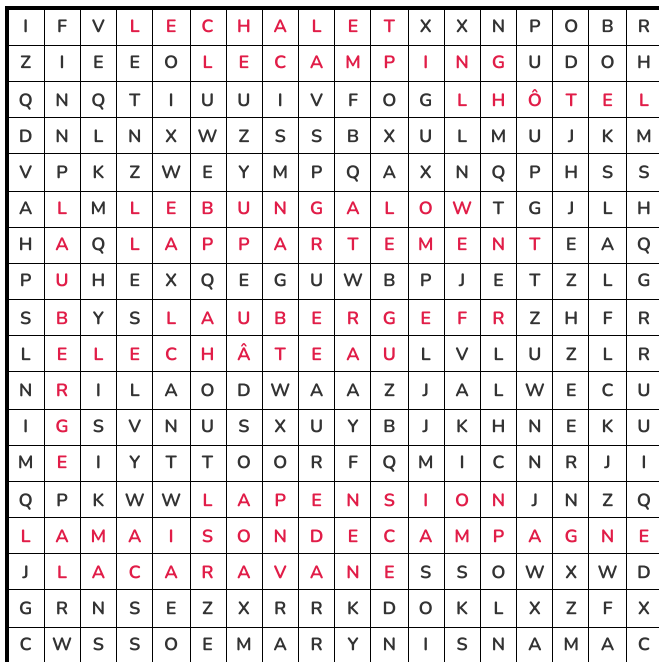 I F V L E C H A L E T X X N P O B R
Z I E E O L E C A M P I N G U D O H
Q N Q T I U U I V F O G L H Ô T E L
D N L N X W Z S S B X U L M U J K M
V P K Z W E Y M P Q A X N Q P H S S
A L M L E B U N G A L O W T G J L H
H A Q L A P P A R T E M E N T E A Q
P U H E X Q E G U W B P J E T Z L G
S B Y S L A U B E R G E F R Z H F R
L E L E C H Â T E A U L V L U Z L R
N R I L A O D W A A Z J A L W E C U
I G S V N U S X U Y B J K H N E K U
M E I Y T T O O R F Q M I C N R J I
Q P K W W L A P E N S I O N J N Z Q
L A M A I S O N D E C A M P A G N E
J L A C A R A V A N E S S O W X W D
G R N S E Z X R R K D O K L X Z F X
C W S S O E M A R Y N I S N A M A C